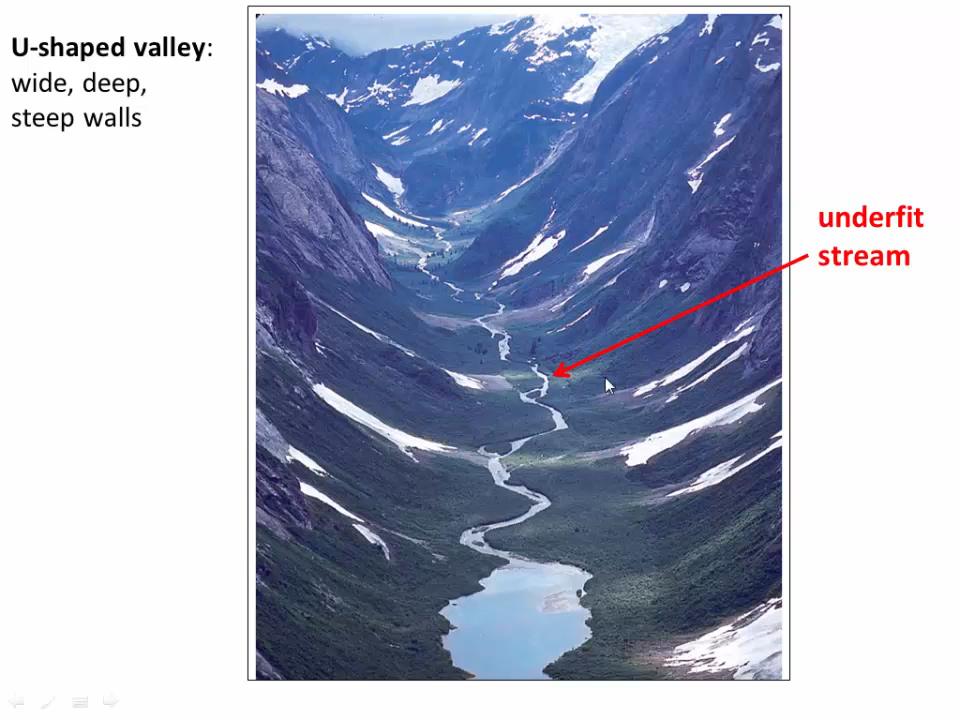 U-shaped valley:
wide, deep,
steep walls
underfit
stream